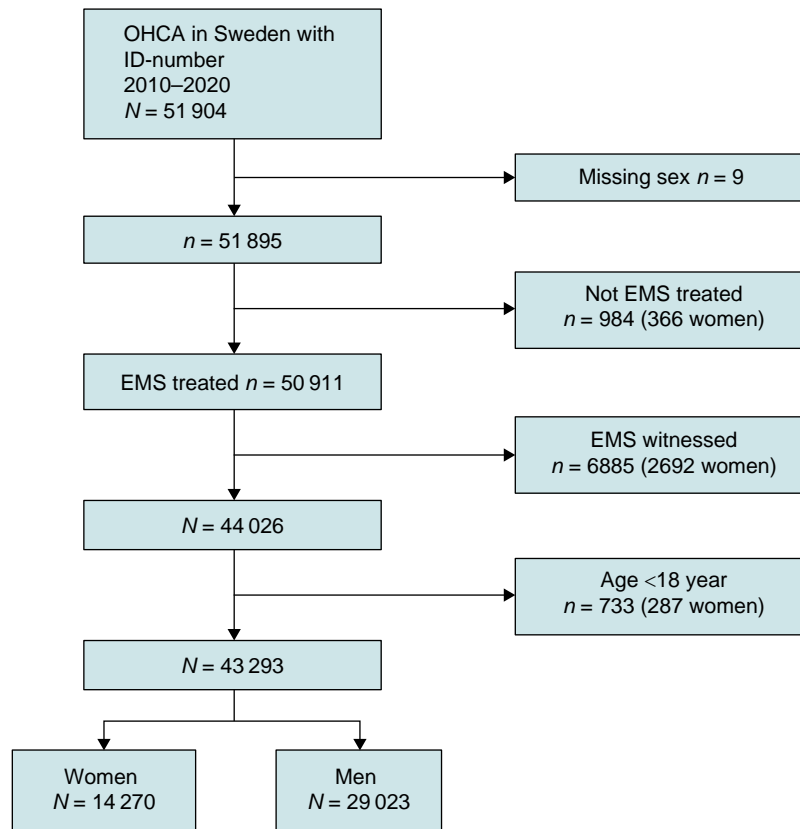 OHCA in Sweden with
ID-number
2010–2020
N = 51 904
Missing sex n = 9
n = 51 895
Not EMS treated
n = 984 (366 women)
EMS treated n = 50 911
EMS witnessed
n = 6885 (2692 women)
N = 44 026
Age <18 year
n = 733 (287 women)
N = 43 293
Women
N = 14 270
Men
N = 29 023